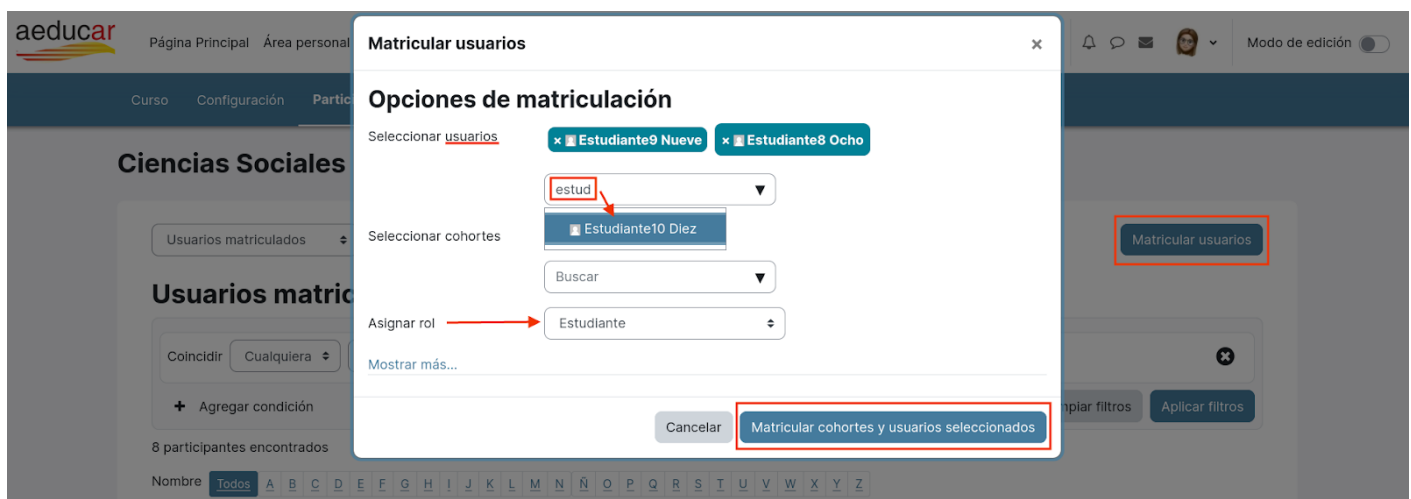 aeducar
Página Principal Área personal
Modo de edición
Curso Configuración Partic
Ciencias Sociales
Usuarios matriculados
Matricular usuarios
Usuarios matric
Coincidir Cualquiera
Agregar condición
mpiar filtros Aplicar filtros
8 participantes encontrados
Nombre Todos A B C D E F G H I J K L M N Ñ O P Q R S T U V W X Y Z
Matricular usuarios ×
Opciones de matriculación
Seleccionar usuarios × Estudiante9 Nueve × Estudiante8 Ocho
estud ▼
Estudiante10 Diez
Seleccionar cohortes
Buscar ▼
Asignar rol Estudiante
Mostrar más...
Cancelar Matricular cohortes y usuarios seleccionados